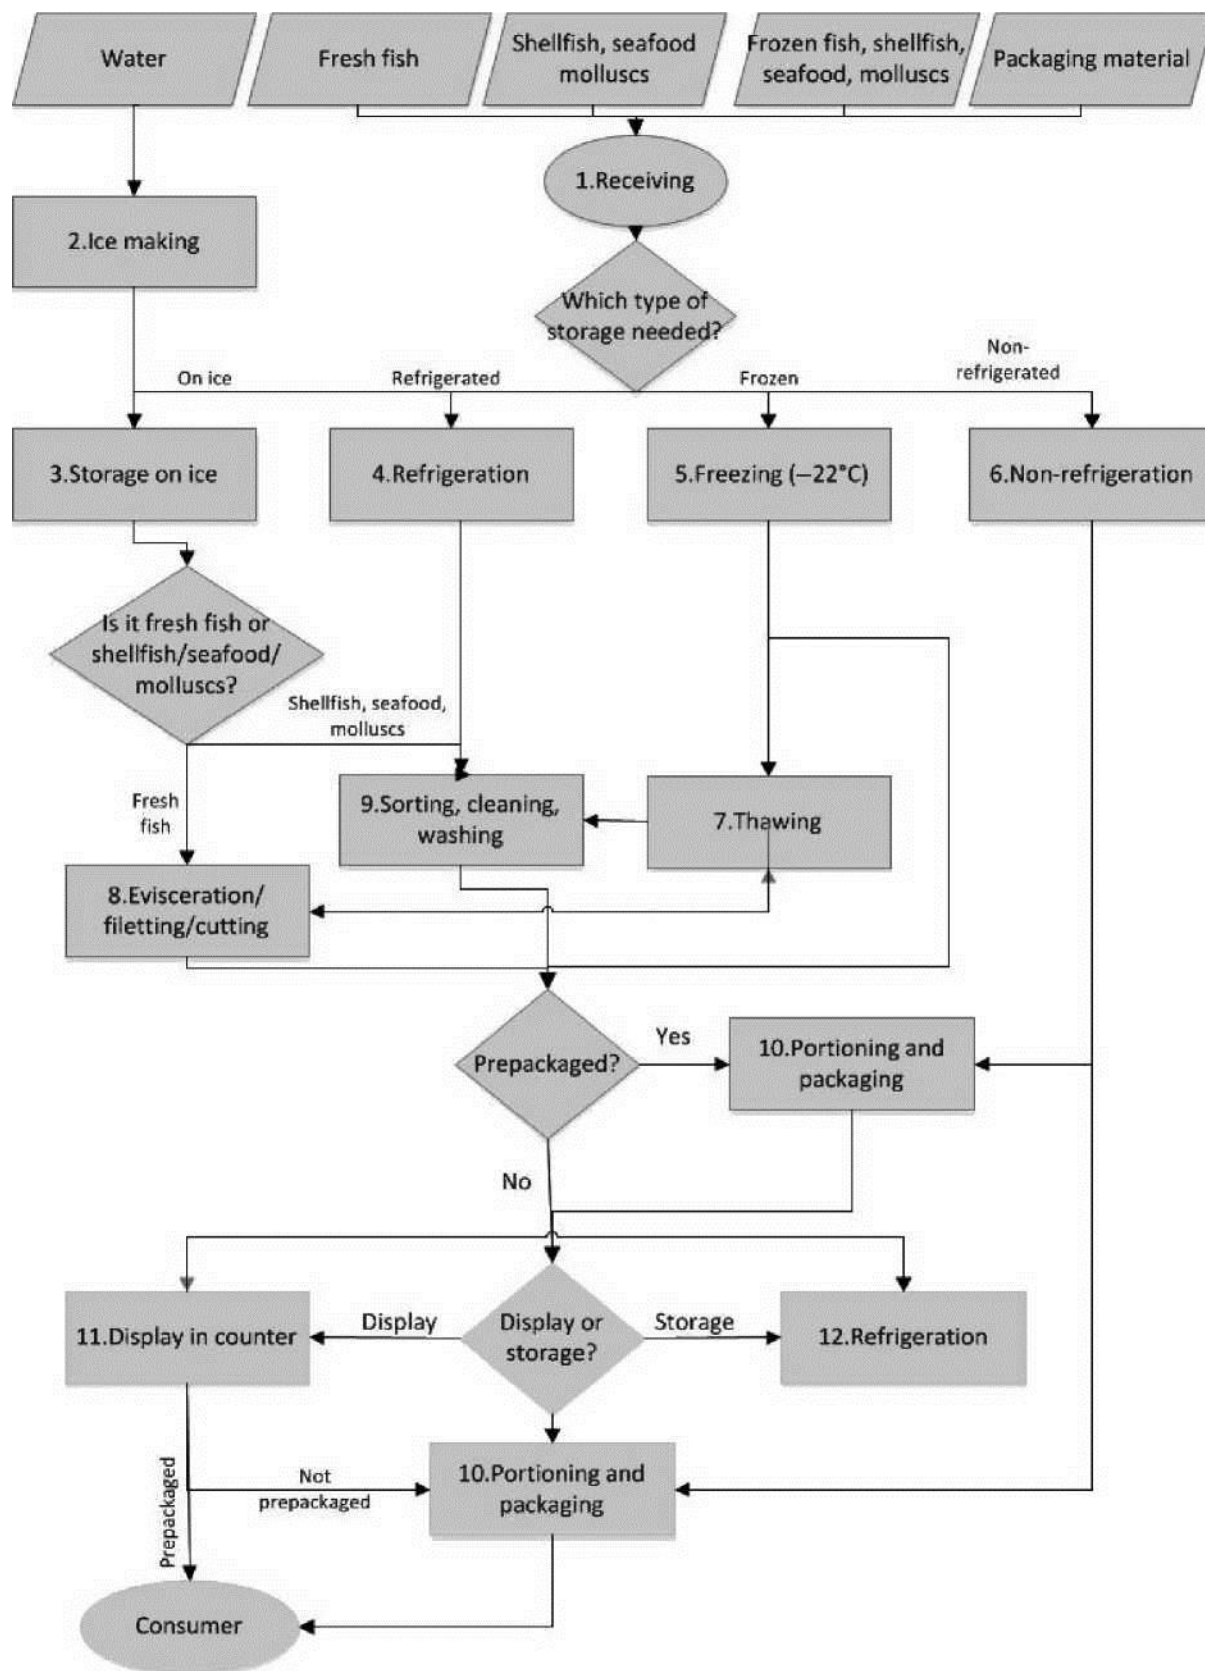 Water
Fresh fish
Shellfish, seafood
molluscs
Frozen fish, shellfish,
seafood, molluscs
Packaging material
1.Receiving
2.Ice making
Which type of
storage needed?
On ice
Refrigerated
Frozen
Non-
refrigerated
3.Storage on ice
4.Refrigeration
5.Freezing (–22°C)
6.Non-refrigeration
Is it fresh fish or
shellfish/seafood/
molluscs?
Shellfish, seafood,
molluscs
Fresh
fish
9.Sorting, cleaning,
washing
7.Thawing
8.Evisceration/
filetting/cutting
Prepackaged?
Yes
10.Portioning and
packaging
No
11.Display in counter
Display
Display or
storage?
Storage
12.Refrigeration
Prepackaged
Not
prepackaged
10.Portioning and
packaging
Consumer